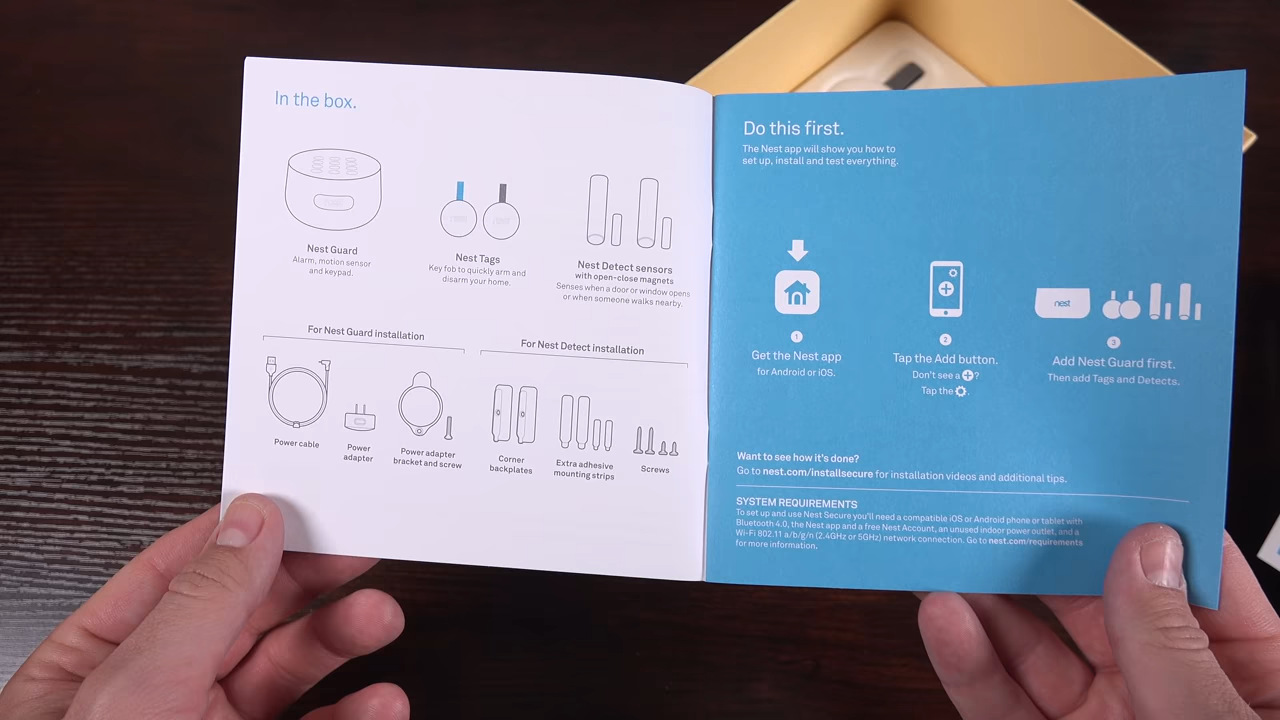 In the box.
Nest Guard
Alarm, motion sensor
and keypad.
Nest Tags
Key fob to quickly arm and
disarm your home.
Nest Detect sensors
with open-close magnets
Senses when a door or window opens
or when someone walks nearby.
For Nest Guard installation
For Nest Detect installation
Power cable
Power
adapter
Power adapter
bracket and screw
Corner
backplates
Extra adhesive
mounting strips
Screws
Do this first.
The Nest app will show you how to
set up, install and test everything.
nest
1
Get the Nest app
for Android or iOS.
2
Tap the Add button.
Don't see a +?
Tap the .
3
Add Nest Guard first.
Then add Tags and Detects.
Want to see how it's done?
Go to nest.com/installsecure for installation videos and additional tips.
SYSTEM REQUIREMENTS
To set up and use Nest Secure you'll need a compatible iOS or Android phone or tablet with
Bluetooth 4.0, the Nest app and a free Nest Account, an unused indoor power outlet, and a
Wi-Fi 802.11 a/b/g/n (2.4GHz or 5GHz) network connection. Go to nest.com/requirements
for more information.